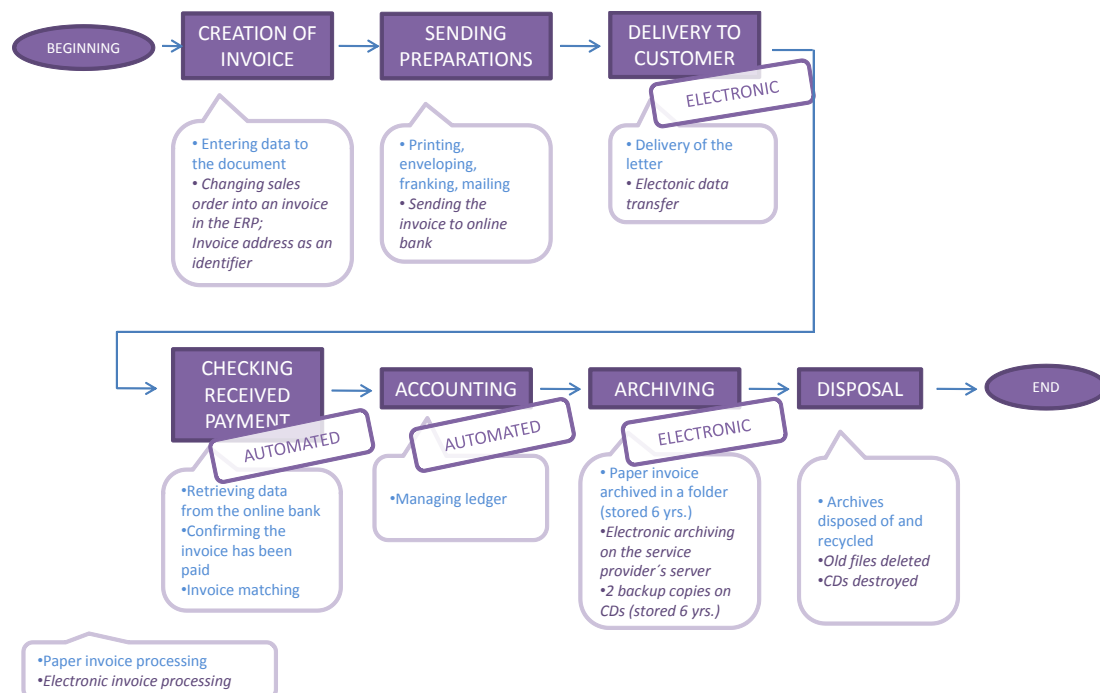 BEGINNING
CREATION OF
INVOICE
SENDING
PREPARATIONS
DELIVERY TO
CUSTOMER
ELECTRONIC
• Entering data to
the document
• Changing sales
order into an invoice
in the ERP;
Invoice address as an
identifier
• Printing,
enveloping,
franking, mailing
• Sending the
invoice to online
bank
• Delivery of the
letter
• Electonic data
transfer
CHECKING
RECEIVED
PAYMENT
AUTOMATED
ACCOUNTING
AUTOMATED
ARCHIVING
ELECTRONIC
DISPOSAL
END
•Retrieving data
from the online bank
•Confirming the
invoice has been
paid
•Invoice matching
•Managing ledger
• Paper invoice
archived in a folder
(stored 6 yrs.)
•Electronic archiving
on the service
provider´s server
•2 backup copies on
CDs (stored 6 yrs.)
• Archives
disposed of and
recycled
•Old files deleted
•CDs destroyed
•Paper invoice processing
•Electronic invoice processing